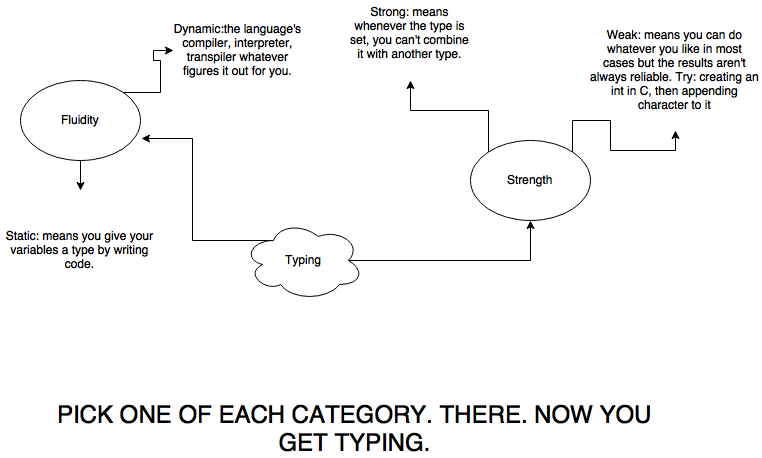 Dynamic:the language's
compiler, interpreter,
transpiler whatever
figures it out for you.
Strong: means
whenever the type is
set, you can't combine
it with another type.
Weak: means you can do
whatever you like in most
cases but the results aren't
always reliable. Try: creating an
int in C, then appending
character to it
Fluidity
Strength
Static: means you give your
variables a type by writing
code.
Typing
PICK ONE OF EACH CATEGORY. THERE. NOW YOU
GET TYPING.